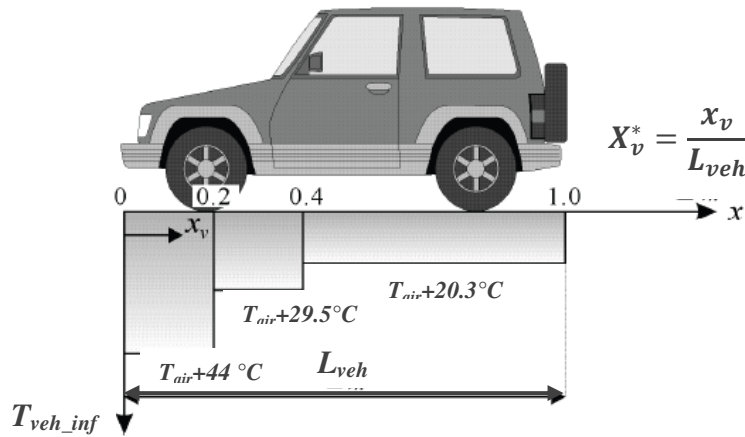 X*v = xv / Lveh
0 0.2 0.4 1.0
xv x
Tair+20.3°C
Tair+29.5°C
Tair+44 °C
Lveh
Tveh_inf